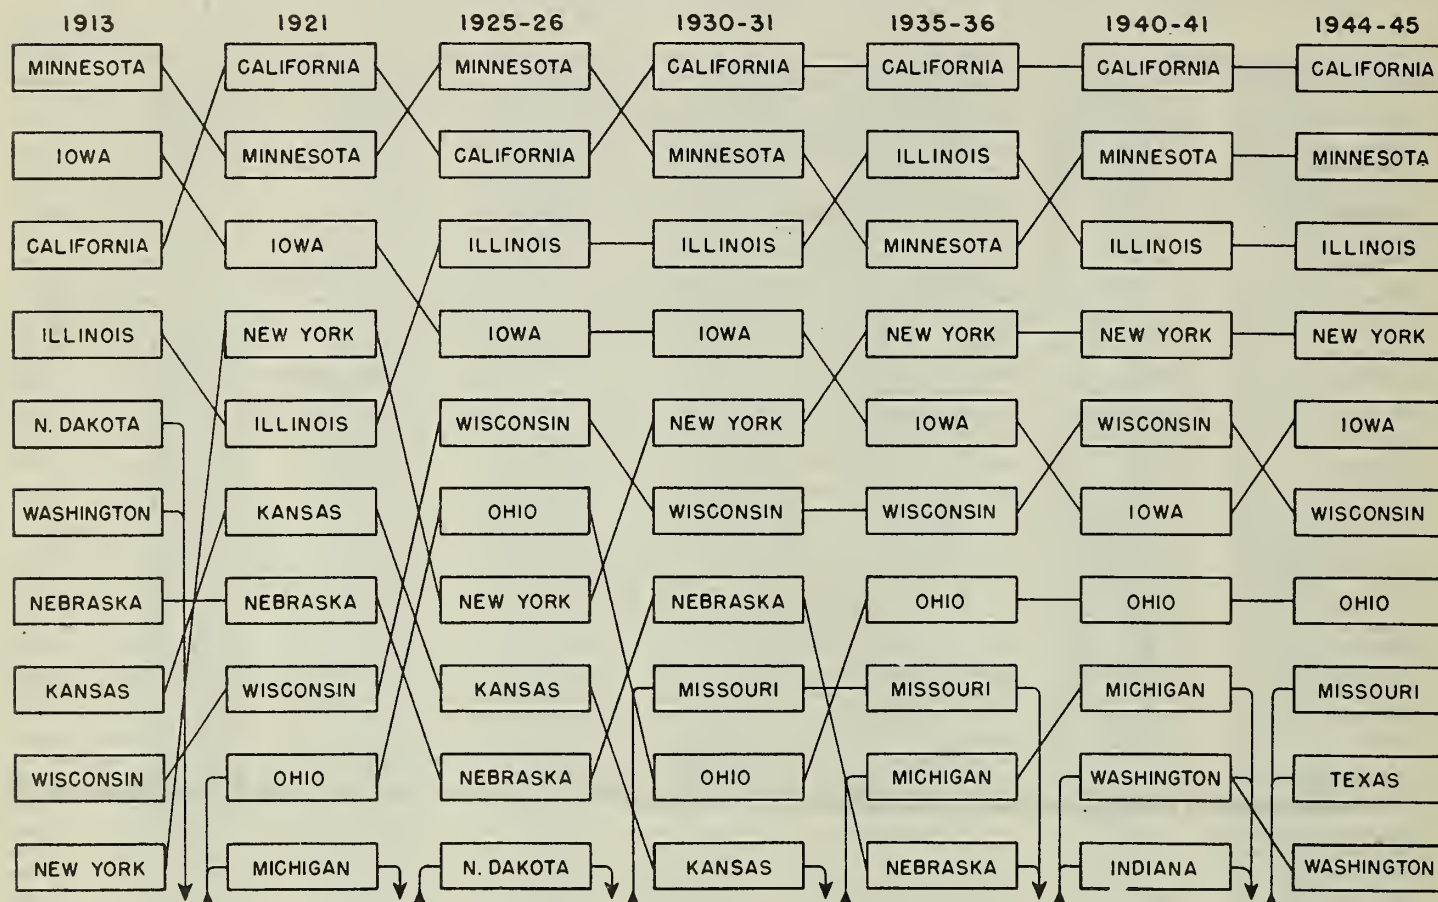 1913 1921 1925-26 1930-31 1935-36 1940-41 1944-45
MINNESOTA CALIFORNIA MINNESOTA CALIFORNIA CALIFORNIA CALIFORNIA CALIFORNIA
IOWA MINNESOTA CALIFORNIA MINNESOTA ILLINOIS MINNESOTA MINNESOTA
CALIFORNIA IOWA ILLINOIS ILLINOIS MINNESOTA ILLINOIS ILLINOIS
ILLINOIS NEW YORK IOWA IOWA NEW YORK NEW YORK NEW YORK
N. DAKOTA ILLINOIS WISCONSIN NEW YORK IOWA WISCONSIN IOWA
WASHINGTON KANSAS OHIO WISCONSIN WISCONSIN IOWA WISCONSIN
NEBRASKA NEBRASKA NEW YORK NEBRASKA OHIO OHIO OHIO
KANSAS WISCONSIN KANSAS MISSOURI MISSOURI MICHIGAN MISSOURI
WISCONSIN OHIO NEBRASKA OHIO MICHIGAN WASHINGTON TEXAS
NEW YORK MICHIGAN N. DAKOTA KANSAS NEBRASKA INDIANA WASHINGTON